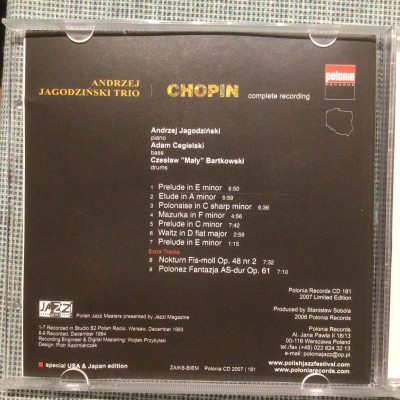 ANDRZEJ
JAGODZIŃSKI TRIO
CHOPIN
complete recording
polonia
RECORDS
Andrzej Jagodziński
piano
Adam Cegielski
bass
Czesław "Mały" Bartkowski
drums
1 Prelude in E minor 6:50
2 Etude in A minor 5:59
3 Polonaise in C sharp minor 6:36
4 Mazurka in F minor 4:56
5 Prelude in C minor 7:42
6 Waltz in D flat major 2:59
7 Prelude in E minor 1:15
Extra Tracks
8 Nokturn Fis-moll Op. 48 nr 2 7:32
9 Polonez Fantazja AS-dur Op. 61 7:10
Polonia Records CD 181
2007 Limited Edition
JAZZI
Polish Jazz Masters presented by Jazzi Magazine
Produced by Stanisław Sobóla
2006 Polonia Records
1-7 Recorded in Studio S2 Polish Radio, Warsaw, December 1993
8-9 Recorded, December 1994
Recording Engineer & Digital Mastering: Wojtek Przybylski
Design: Piotr Kazimierczak
Polonia Records
Al. Jana Pawła II 18/13
00-116 Warszawa Poland
tel./fax (+48) 022 624 32 13
e-mail: poloniajazz@op.pl
special USA & Japan edition
ZAIKS-BIEM
Polonia CD 2007 | 181
www.polishjazzfestival.com
www.poloniarecords.com